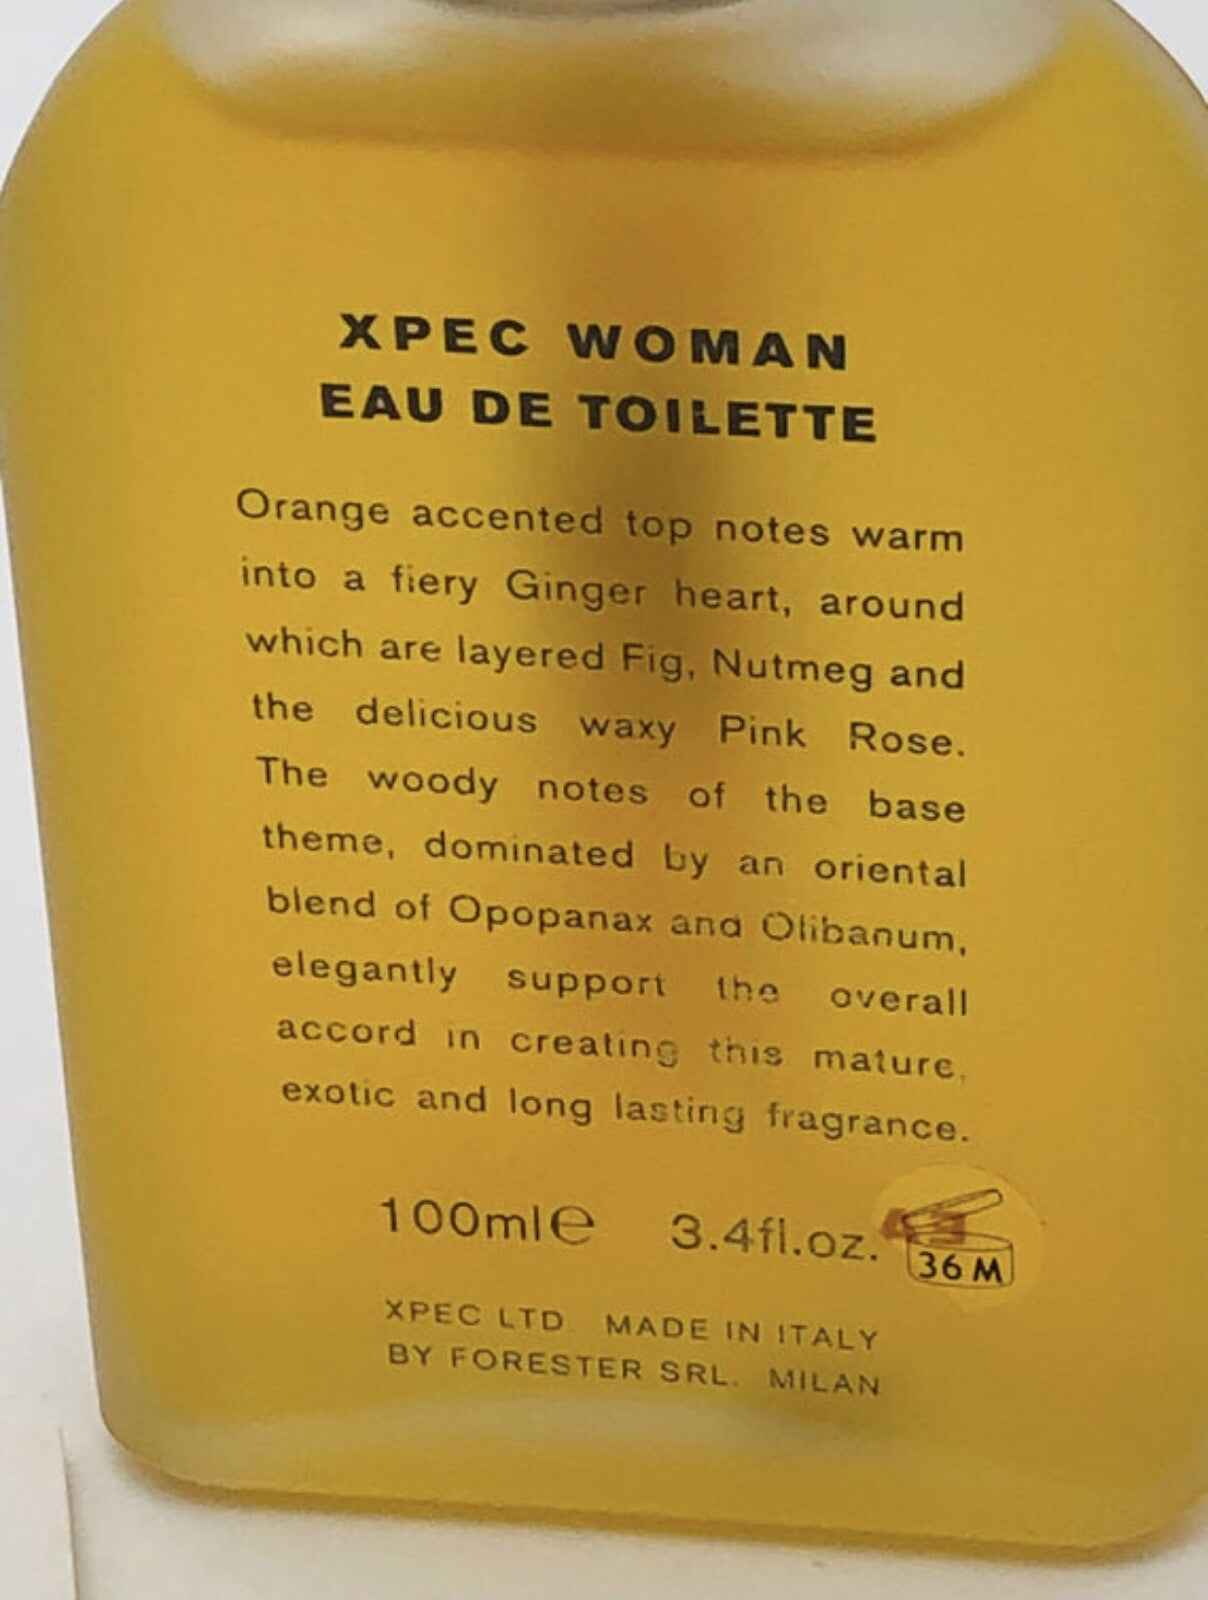 XPEC WOMAN
EAU DE TOILETTE
Orange accented top notes warm
into a fiery Ginger heart, around
which are layered Fig, Nutmeg and
the delicious waxy Pink Rose.
The woody notes of the base
theme, dominated by an oriental
blend of Opopanax and Olibanum,
elegantly support the overall
accord in creating this mature,
exotic and long lasting fragrance.
100ml℮ 3.4fl.oz.
36 M
XPEC LTD. MADE IN ITALY
BY FORESTER SRL. MILAN